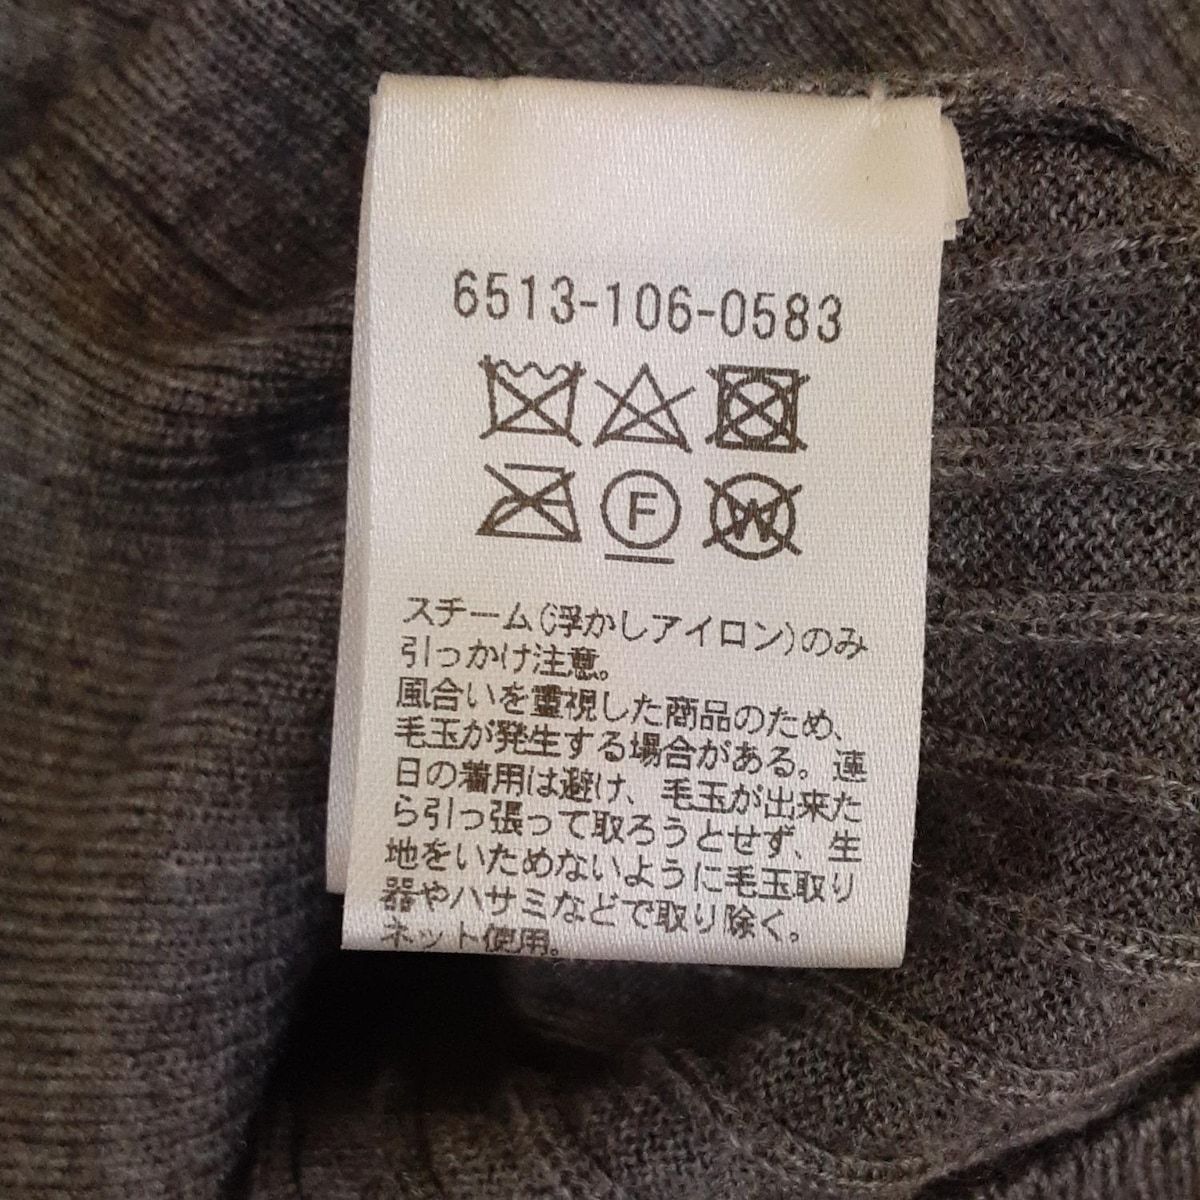 6513-106-0583
F
W
スチーム(浮かしアイロン)のみ
引っかけ注意。
風合いを重視した商品のため、
毛玉が発生する場合がある。連
日の着用は避け、毛玉が出来た
ら引っ張って取ろうとせず、生
地をいためないように毛玉取り
器やハサミなどで取り除く。
ネット使用。